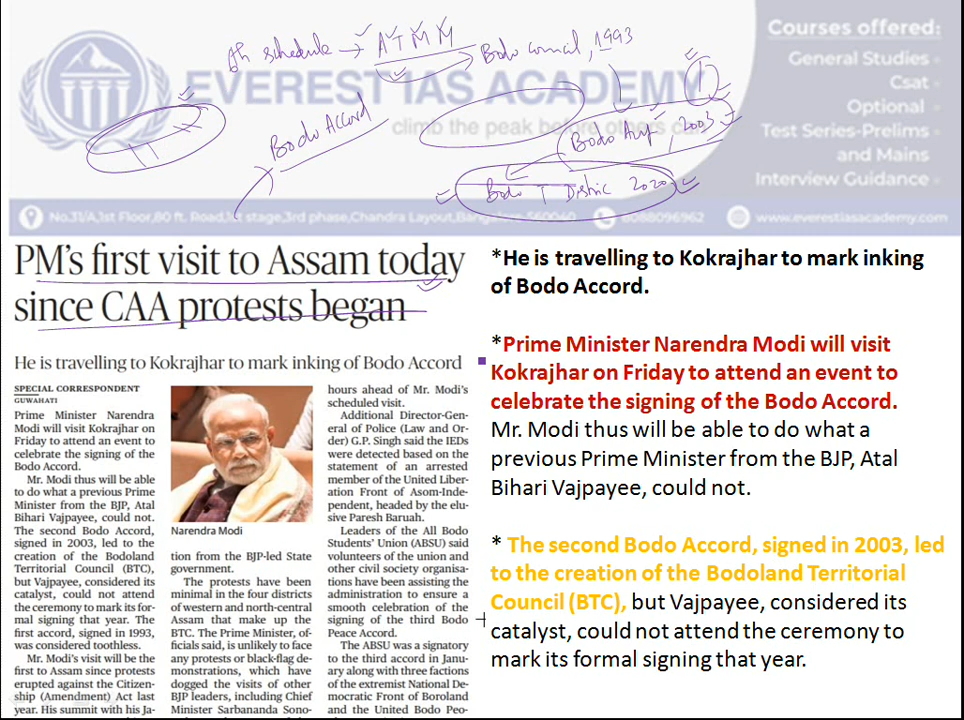 6th schedule → ATMM
Bodo Council, 1993
Bodo Accord
Bodo
, 2003
Bodo T Distric 2020
EVEREST IAS ACADEMY
climb the peak before others
Courses offered:
General Studies
Csat
Optional
Test Series-Prelims
and Mains
Interview Guidance
No.31/A,1st Floor,80 ft. Road,1st stage,3rd phase,Chandra Layout,
8088096962
www.everestiasacademy.com
PM's first visit to Assam today
since CAA protests began
He is travelling to Kokrajhar to mark inking of Bodo Accord
SPECIAL CORRESPONDENT
GUWAHATI
Prime Minister Narendra
Modi will visit Kokrajhar on
Friday to attend an event to
celebrate the signing of the
Bodo Accord.
Mr. Modi thus will be able
to do what a previous Prime
Minister from the BJP, Atal
Bihari Vajpayee, could not.
The second Bodo Accord,
signed in 2003, led to the
creation of the Bodoland
Territorial Council (BTC),
but Vajpayee, considered its
catalyst, could not attend
the ceremony to mark its for-
mal signing that year. The
first accord, signed in 1993,
was considered toothless.
Mr. Modi's visit will be the
first to Assam since protests
erupted against the Citizen-
ship (Amendment) Act last
year. His summit with his Ja-
Narendra Modi
tion from the BJP-led State
government.
The protests have been
minimal in the four districts
of western and north-central
Assam that make up the
BTC. The Prime Minister, of-
ficials said, is unlikely to face
any protests or black-flag de-
monstrations, which have
dogged the visits of other
BJP leaders, including Chief
Minister Sarbananda Sono-
hours ahead of Mr. Modi's
scheduled visit.
Additional Director-Gen-
eral of Police (Law and Or-
der) G.P. Singh said the IEDs
were detected based on the
statement of an arrested
member of the United Liber-
ation Front of Asom-Inde-
pendent, headed by the elu-
sive Paresh Baruah.
Leaders of the All Bodo
Students' Union (ABSU) said
volunteers of the union and
other civil society organisa-
tions have been assisting the
administration to ensure a
smooth celebration of the
signing of the third Bodo
Peace Accord.
The ABSU was a signatory
to the third accord in Janu-
ary along with three factions
of the extremist National De-
mocratic Front of Boroland
and the United Bodo Peo-
*He is travelling to Kokrajhar to mark inking
of Bodo Accord.
*Prime Minister Narendra Modi will visit
Kokrajhar on Friday to attend an event to
celebrate the signing of the Bodo Accord.
Mr. Modi thus will be able to do what a
previous Prime Minister from the BJP, Atal
Bihari Vajpayee, could not.
* The second Bodo Accord, signed in 2003, led
to the creation of the Bodoland Territorial
Council (BTC), but Vajpayee, considered its
catalyst, could not attend the ceremony to
mark its formal signing that year.